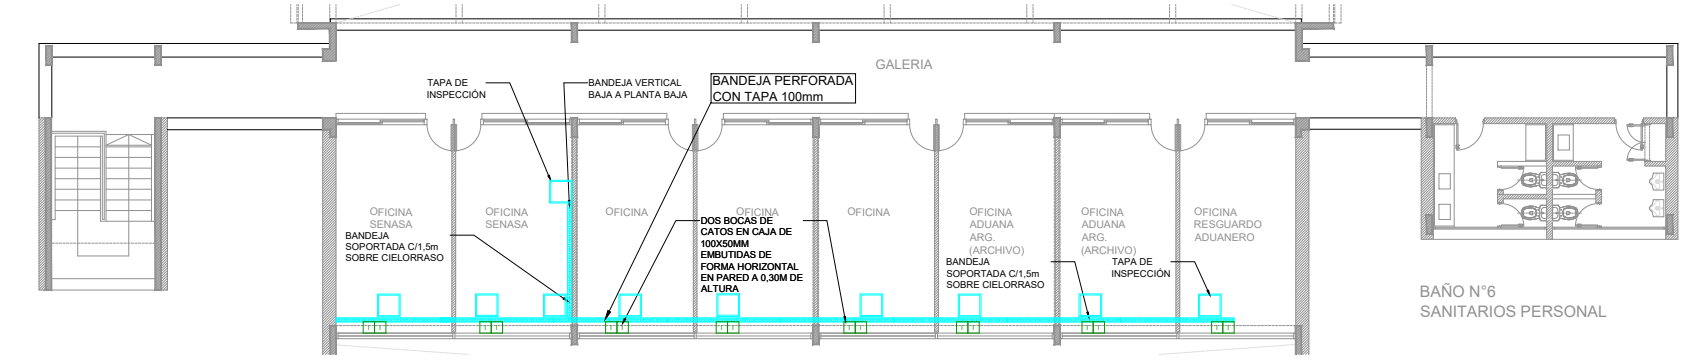 GALERIA
TAPA DE
INSPECCIÓN
BANDEJA VERTICAL
BAJA A PLANTA BAJA
BANDEJA PERFORADA
CON TAPA 100mm
OFICINA
SENASA
OFICINA
SENASA
OFICINA
OFICINA
OFICINA
OFICINA
ADUANA
ARG.
(ARCHIVO)
OFICINA
ADUANA
ARG.
(ARCHIVO)
OFICINA
RESGUARDO
ADUANERO
BANDEJA
SOPORTADA C/1,5m
SOBRE CIELORRASO
DOS BOCAS DE
CATOS EN CAJA DE
100X50MM
EMBUTIDAS DE
FORMA HORIZONTAL
EN PARED A 0,30M DE
ALTURA
BANDEJA
SOPORTADA C/1,5m
SOBRE CIELORRASO
TAPA DE
INSPECCIÓN
BAÑO N°6
SANITARIOS PERSONAL